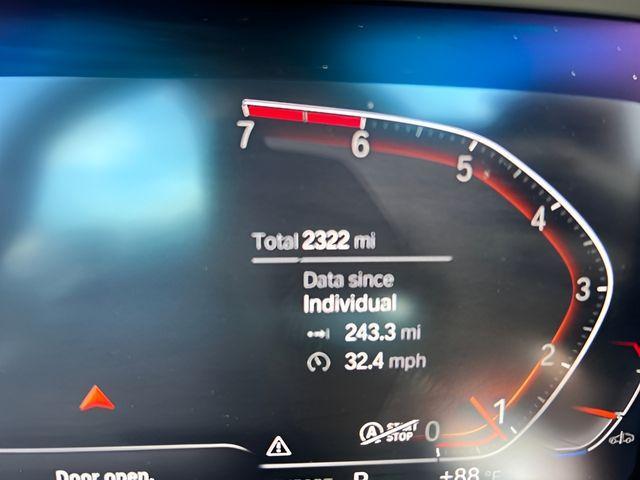 7
6
5
4
3
2
1
0
Total 2322 mi
Data since
Individual
243.3 mi
32.4 mph
A START
STOP
Door open.
P
+88 °F